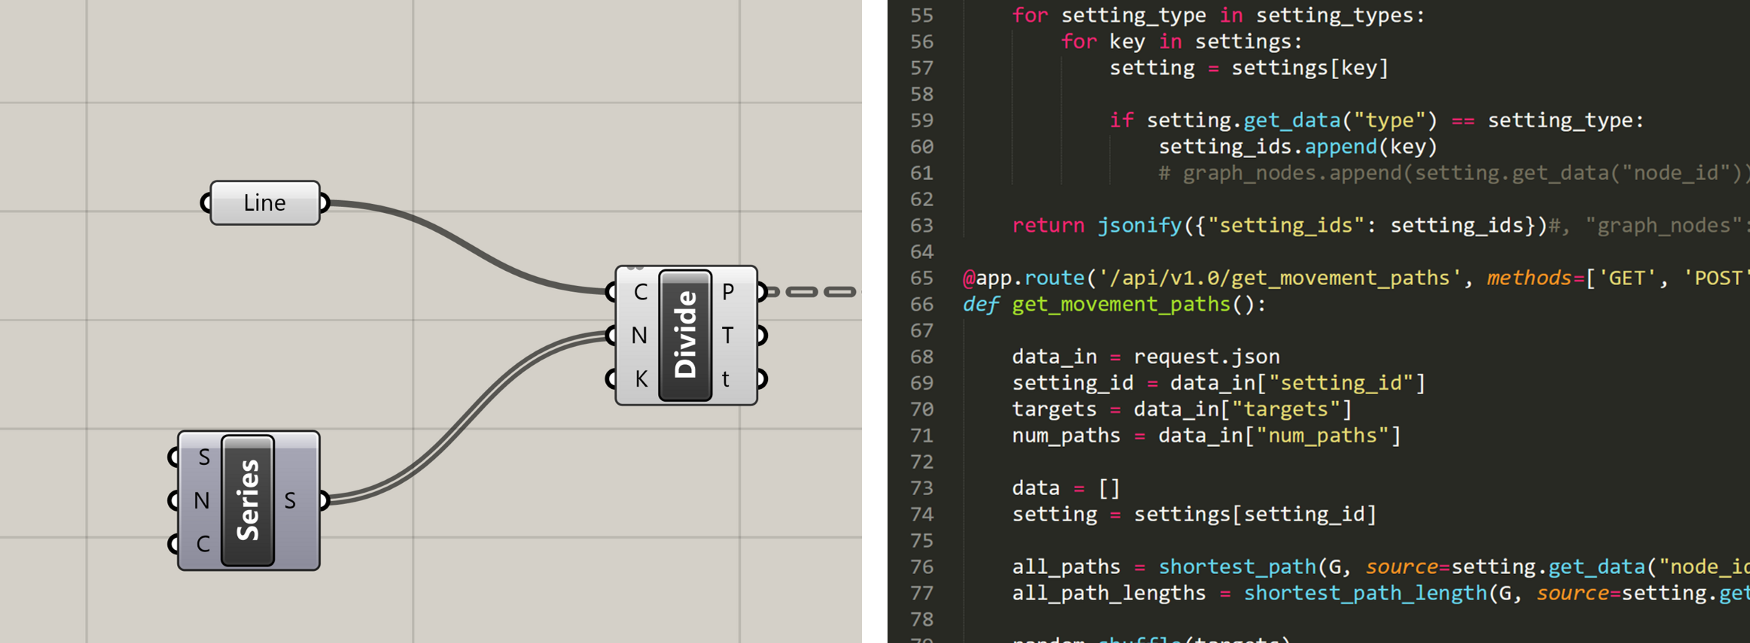 Line
C
N
K
Divide
P
T
t
S
N
C
Series
S
55 for setting_type in setting_types:
56 for key in settings:
57 setting = settings[key]
58
59 if setting.get_data("type") == setting_type:
60 setting_ids.append(key)
61 # graph_nodes.append(setting.get_data("node_id"))
62
63 return jsonify({"setting_ids": setting_ids})#, "graph_nodes":
64
65 @app.route('/api/v1.0/get_movement_paths', methods=['GET', 'POST'
66 def get_movement_paths():
67
68 data_in = request.json
69 setting_id = data_in["setting_id"]
70 targets = data_in["targets"]
71 num_paths = data_in["num_paths"]
72
73 data = []
74 setting = settings[setting_id]
75
76 all_paths = shortest_path(G, source=setting.get_data("node_id
77 all_path_lengths = shortest_path_length(G, source=setting.get
78
79 random.shuffle(targets)